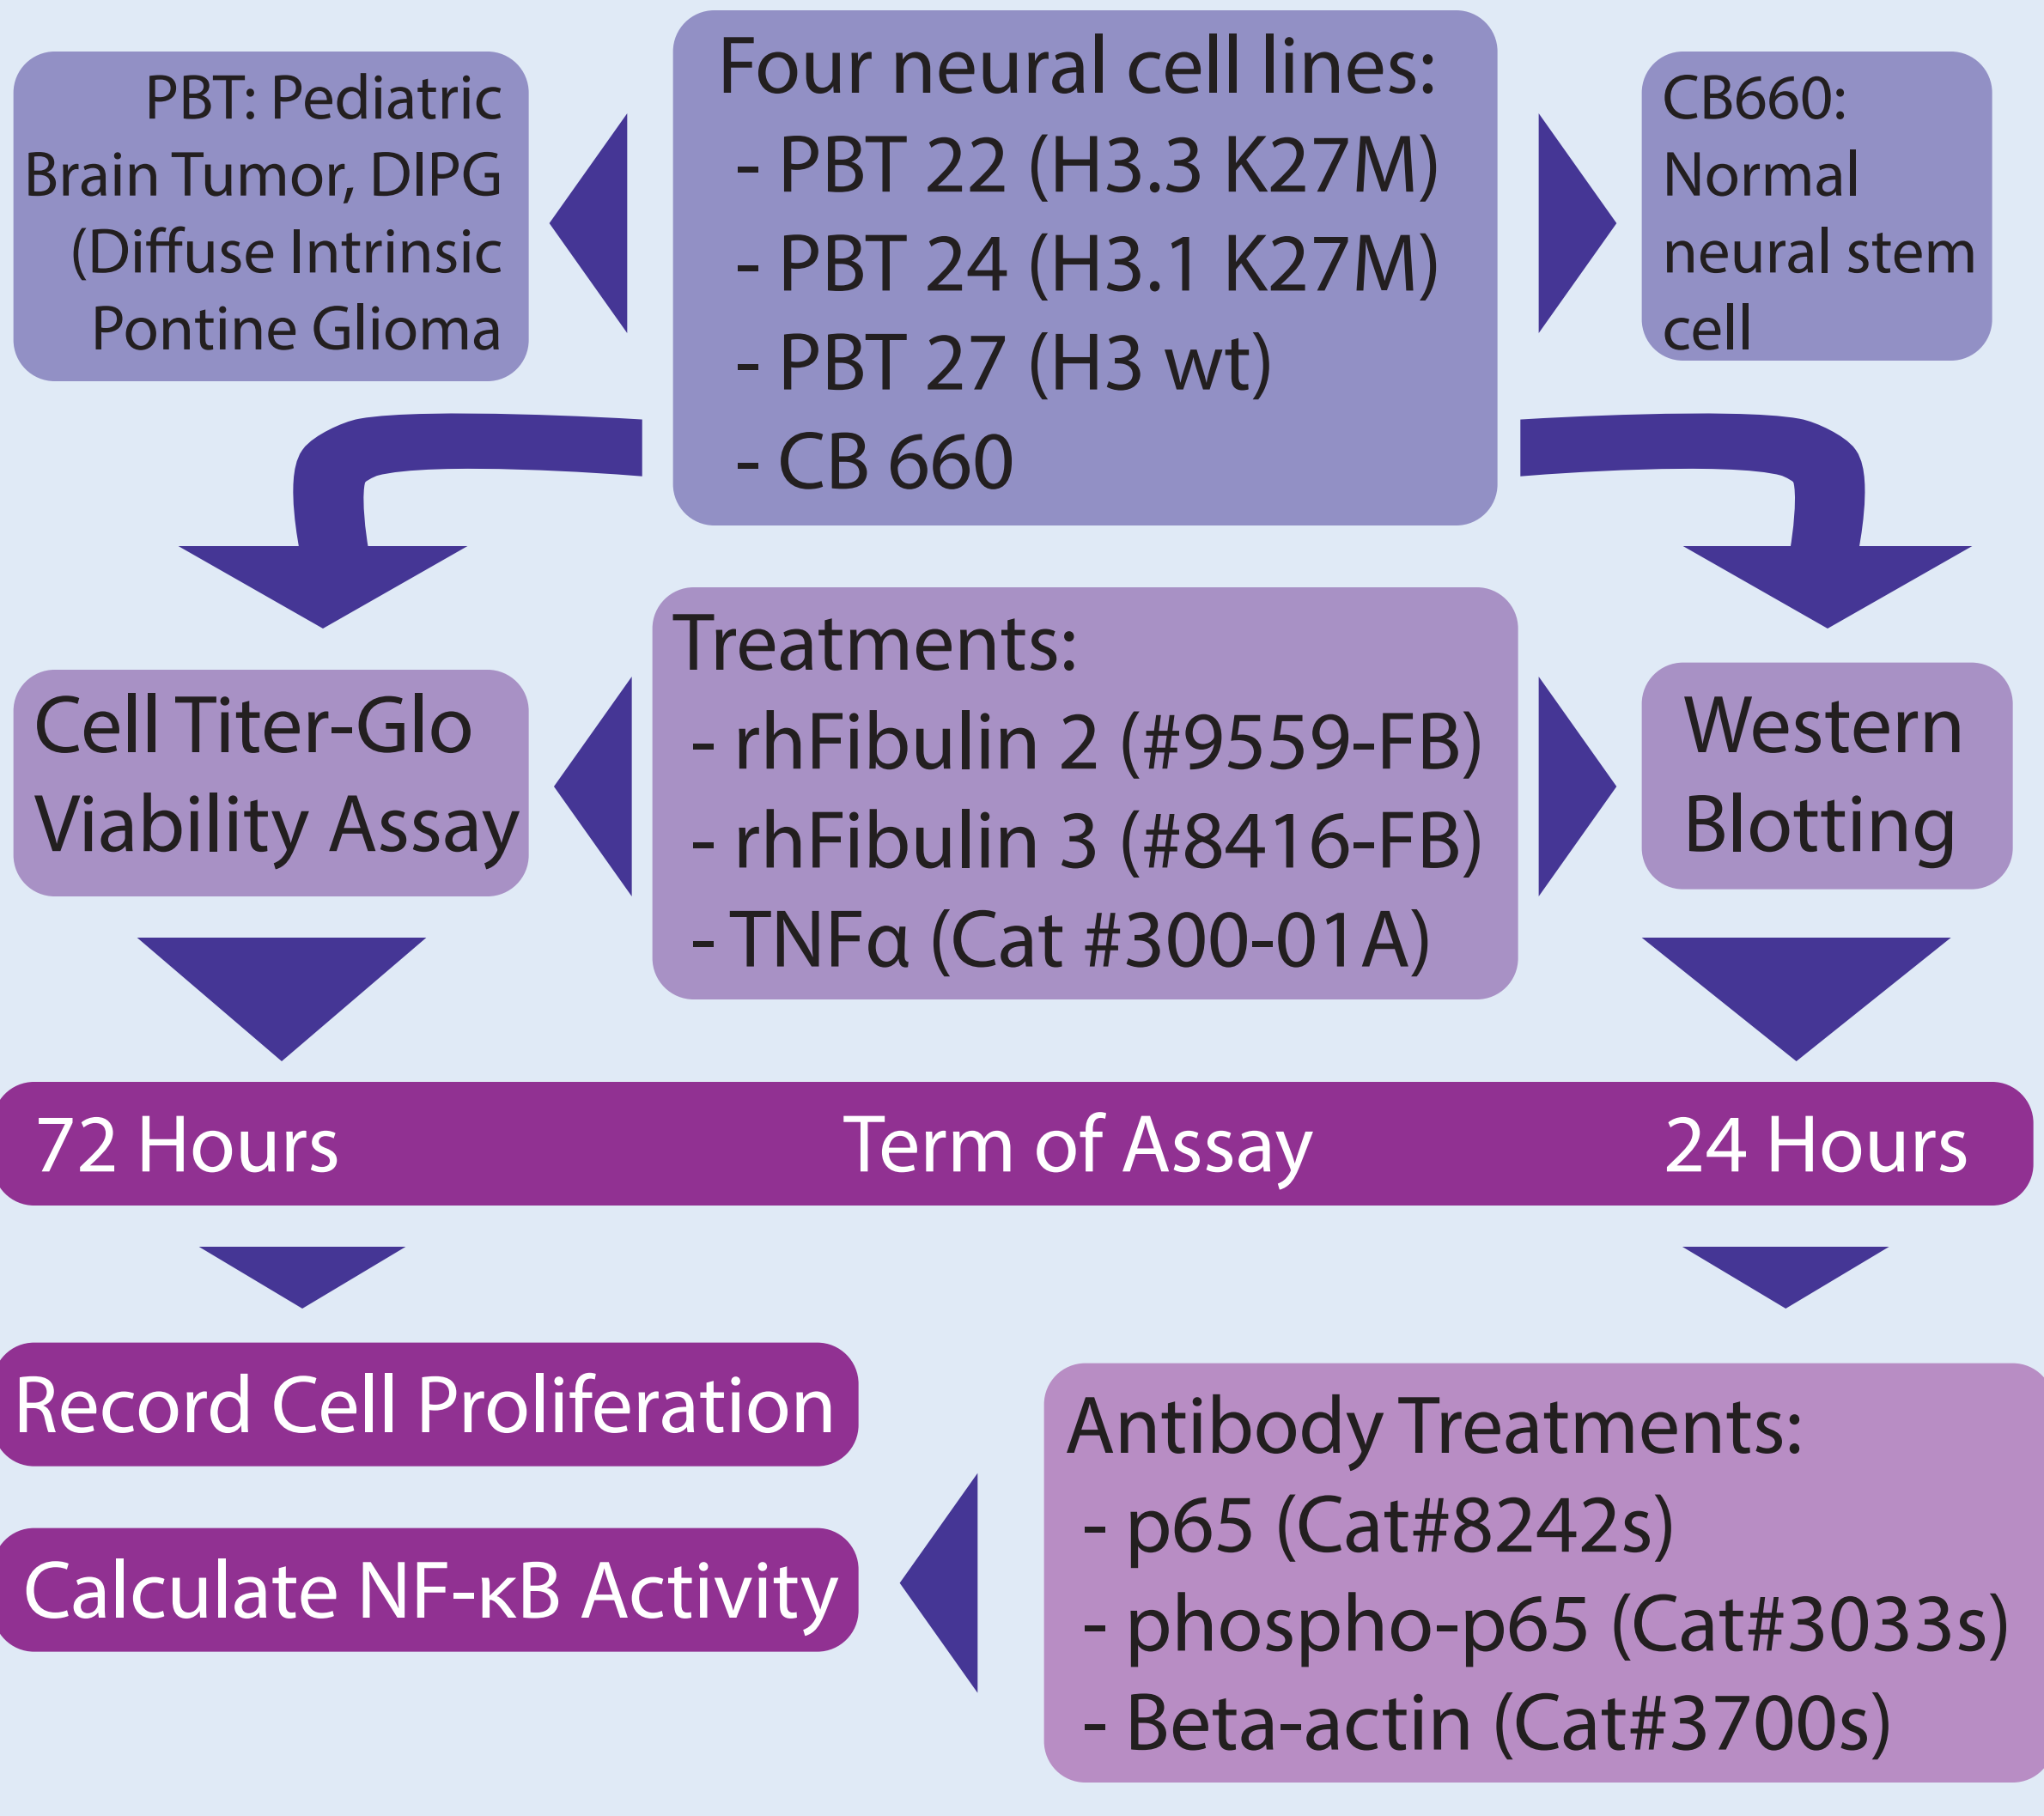 PBT: Pediatric
Brain Tumor, DIPG
(Diffuse Intrinsic
Pontine Glioma
Four neural cell lines:
- PBT 22 (H3.3 K27M)
- PBT 24 (H3.1 K27M)
- PBT 27 (H3 wt)
- CB 660
CB660:
Normal
neural stem
cell
Cell Titer-Glo
Viability Assay
Treatments:
- rhFibulin 2 (#9559-FB)
- rhFibulin 3 (#8416-FB)
- TNFα (Cat #300-01A)
Western
Blotting
72 Hours
Term of Assay
24 Hours
Record Cell Proliferation
Calculate NF-κB Activity
Antibody Treatments:
- p65 (Cat#8242s)
- phospho-p65 (Cat#3033s)
- Beta-actin (Cat#3700s)